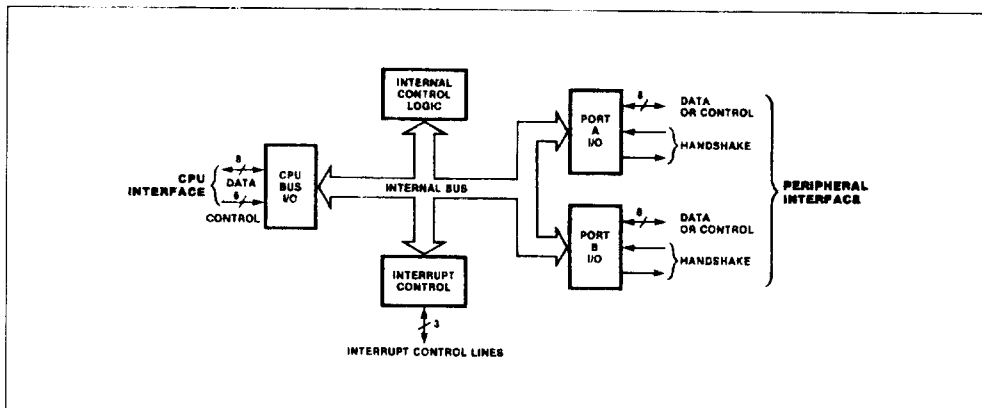 INTERNAL
CONTROL
LOGIC
CPU
INTERFACE
8
DATA
6
CONTROL
CPU
BUS
I/O
INTERNAL BUS
INTERRUPT
CONTROL
3
INTERRUPT CONTROL LINES
PORT
A
I/O
8
DATA
OR CONTROL
HANDSHAKE
PORT
B
I/O
8
DATA
OR CONTROL
HANDSHAKE
PERIPHERAL
INTERFACE